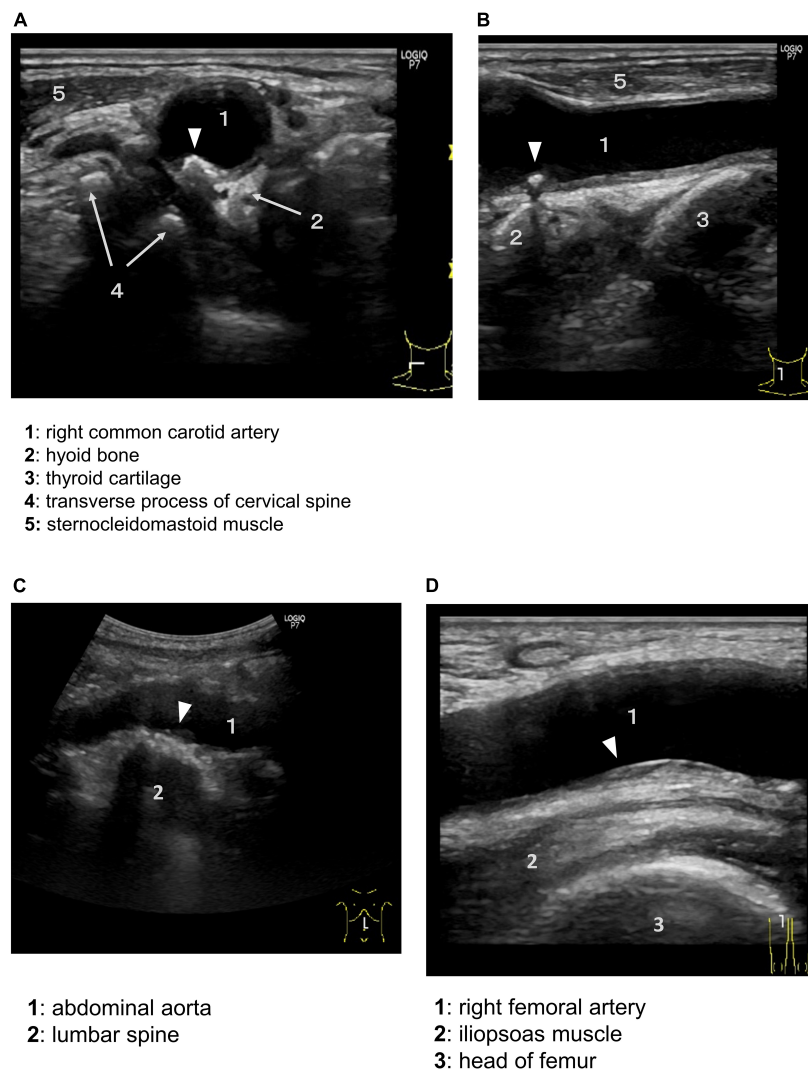 A
B
LOGIQ
P7
LOGIQ
P7
5
1
5
1
2
3
2
4
1: right common carotid artery
2: hyoid bone
3: thyroid cartilage
4: transverse process of cervical spine
5: sternocleidomastoid muscle
C
D
LOGIQ
P7
1
2
1
2
3
1: abdominal aorta
2: lumbar spine
1: right femoral artery
2: iliopsoas muscle
3: head of femur